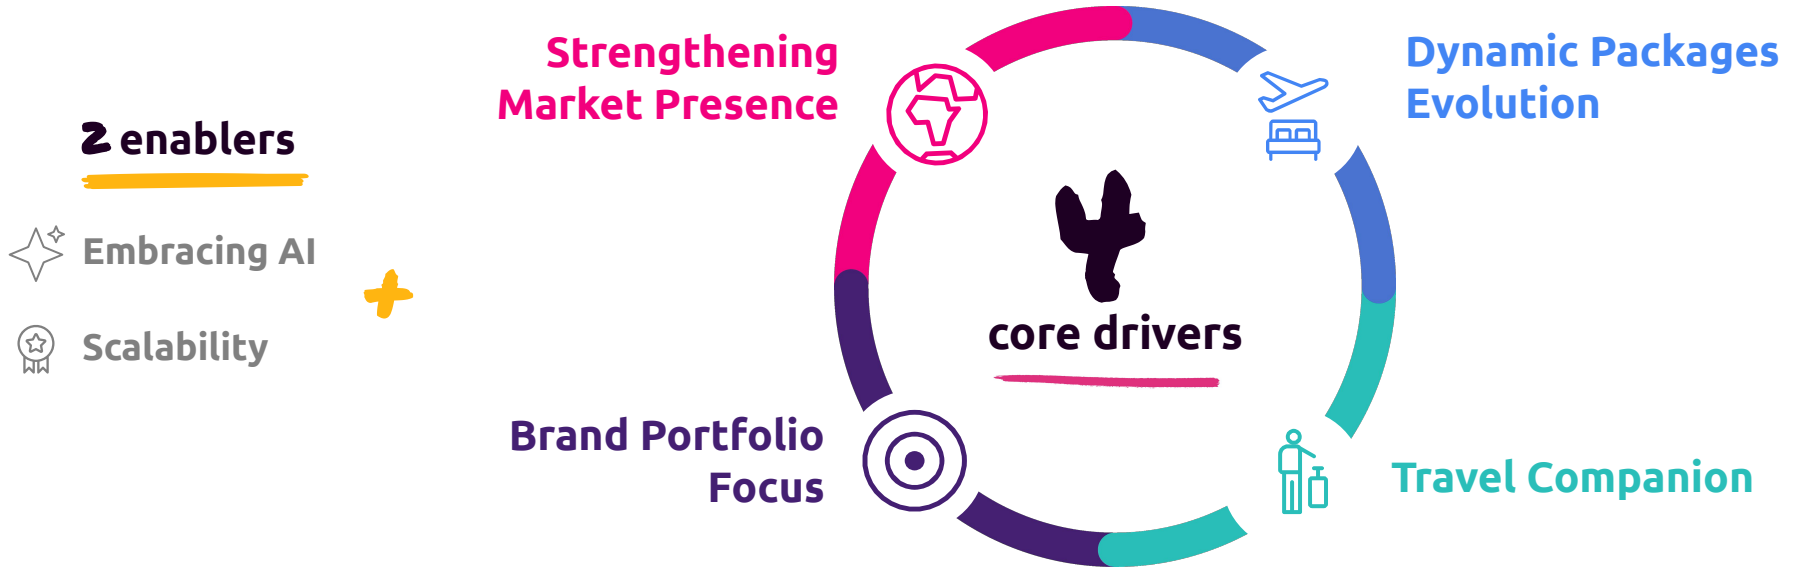 2 enablers
Embracing AI
Scalability
Strengthening
Market Presence
Dynamic Packages
Evolution
4
core drivers
Brand Portfolio
Focus
Travel Companion